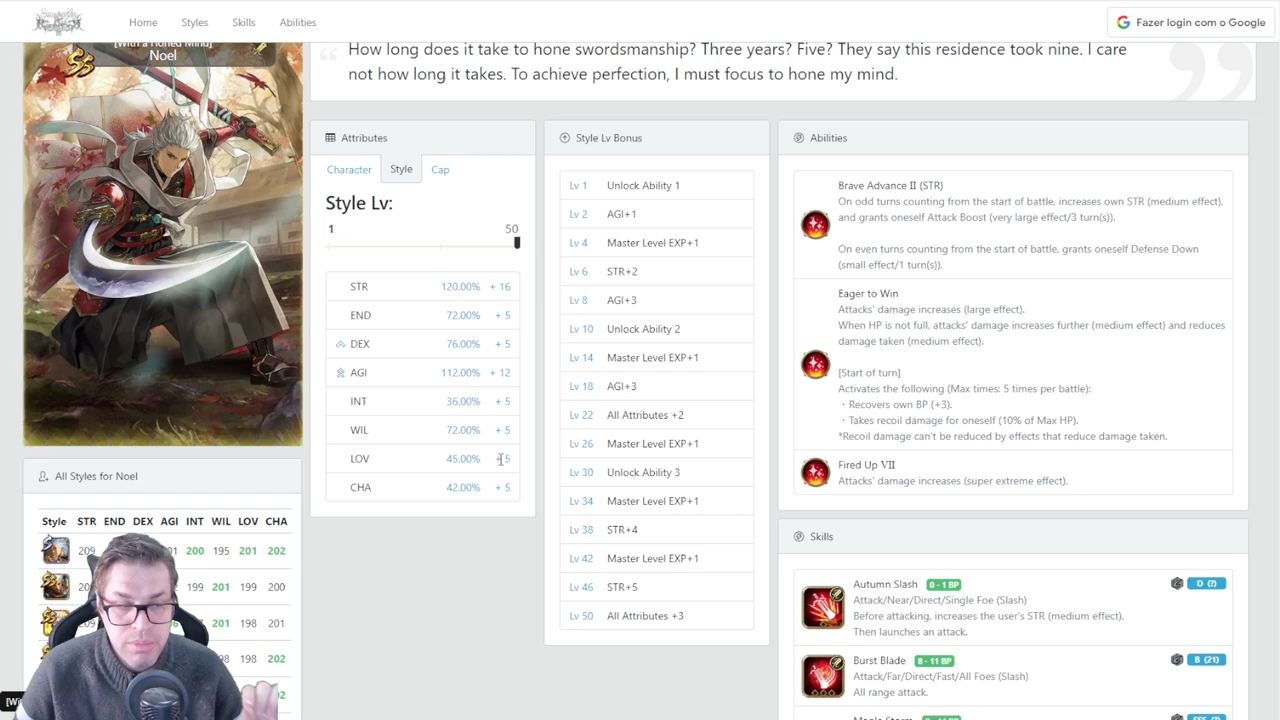 Home
Styles
Skills
Abilities
Fazer login com o Google
[With a Honed Mind]
Noel
How long does it take to hone swordsmanship? Three years? Five? They say this residence took nine. I care
not how long it takes. To achieve perfection, I must focus to hone my mind.
Attributes
Character
Style
Cap
Style Lv:
1
50
STR 120.00% + 16
END 72.00% + 5
DEX 76.00% + 5
AGI 112.00% + 12
INT 36.00% + 5
WIL 72.00% + 5
LOV 45.00% + 5
CHA 42.00% + 5
Style Lv Bonus
Lv 1 Unlock Ability 1
Lv 2 AGI+1
Lv 4 Master Level EXP+1
Lv 6 STR+2
Lv 8 AGI+3
Lv 10 Unlock Ability 2
Lv 14 Master Level EXP+1
Lv 18 AGI+3
Lv 22 All Attributes +2
Lv 26 Master Level EXP+1
Lv 30 Unlock Ability 3
Lv 34 Master Level EXP+1
Lv 38 STR+4
Lv 42 Master Level EXP+1
Lv 46 STR+5
Lv 50 All Attributes +3
Abilities
Brave Advance II (STR)
On odd turns counting from the start of battle, increases own STR (medium effect),
and grants oneself Attack Boost (very large effect/3 turn(s)).
On even turns counting from the start of battle, grants oneself Defense Down
(small effect/1 turn(s)).
Eager to Win
Attacks' damage increases (large effect).
When HP is not full, attacks' damage increases further (medium effect) and reduces
damage taken (medium effect).
[Start of turn]
Activates the following (Max times: 5 times per battle):
・Recovers own BP (+3).
・Takes recoil damage for oneself (10% of Max HP).
*Recoil damage can't be reduced by effects that reduce damage taken.
Fired Up VII
Attacks' damage increases (super extreme effect).
All Styles for Noel
Style STR END DEX AGI INT WIL LOV CHA
SS
209 200 195 201 202
199 201 199 200
201 198 201
198 202
Skills
Autumn Slash 0 - 1 BP D (7)
Attack/Near/Direct/Single Foe (Slash)
Before attacking, increases the user's STR (medium effect).
Then launches an attack.
Burst Blade 8 - 11 BP B (21)
Attack/Far/Direct/Fast/All Foes (Slash)
All range attack.